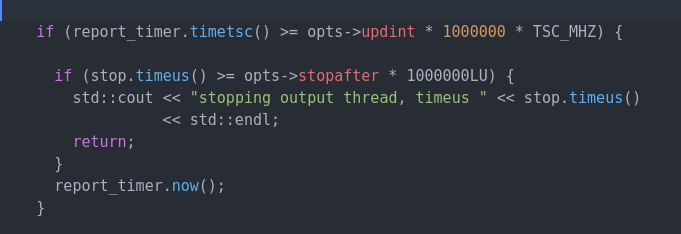 if (report_timer.timetsc() >= opts->updint * 1000000 * TSC_MHZ) {
if (stop.timeus() >= opts->stopafter * 1000000LU) {
std::cout << "stopping output thread, timeus " << stop.timeus()
<< std::endl;
return;
}
report_timer.now();
}